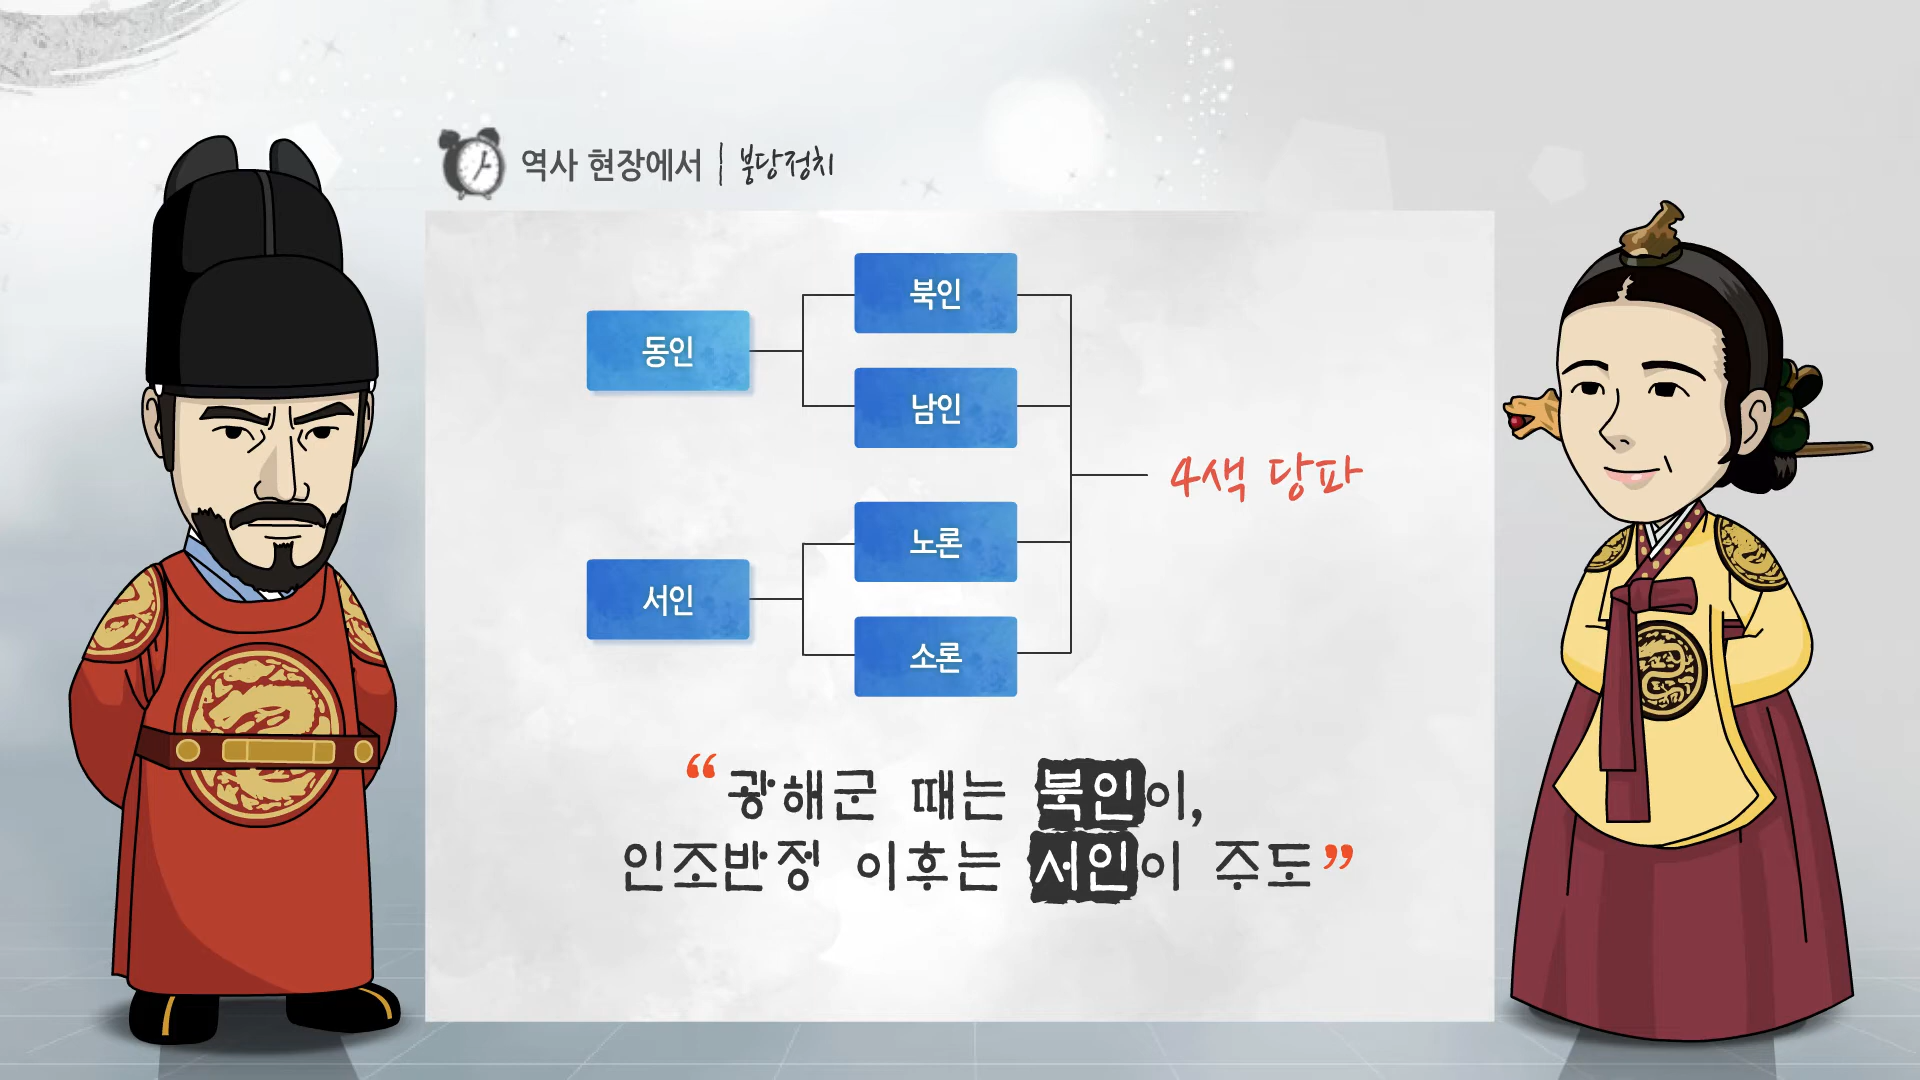 역사 현장에서 | 붕당정치
북인
동인
남인
4색 당파
노론
서인
소론
“광해군 때는 북인이,
인조반정 이후는 서인이 주도”